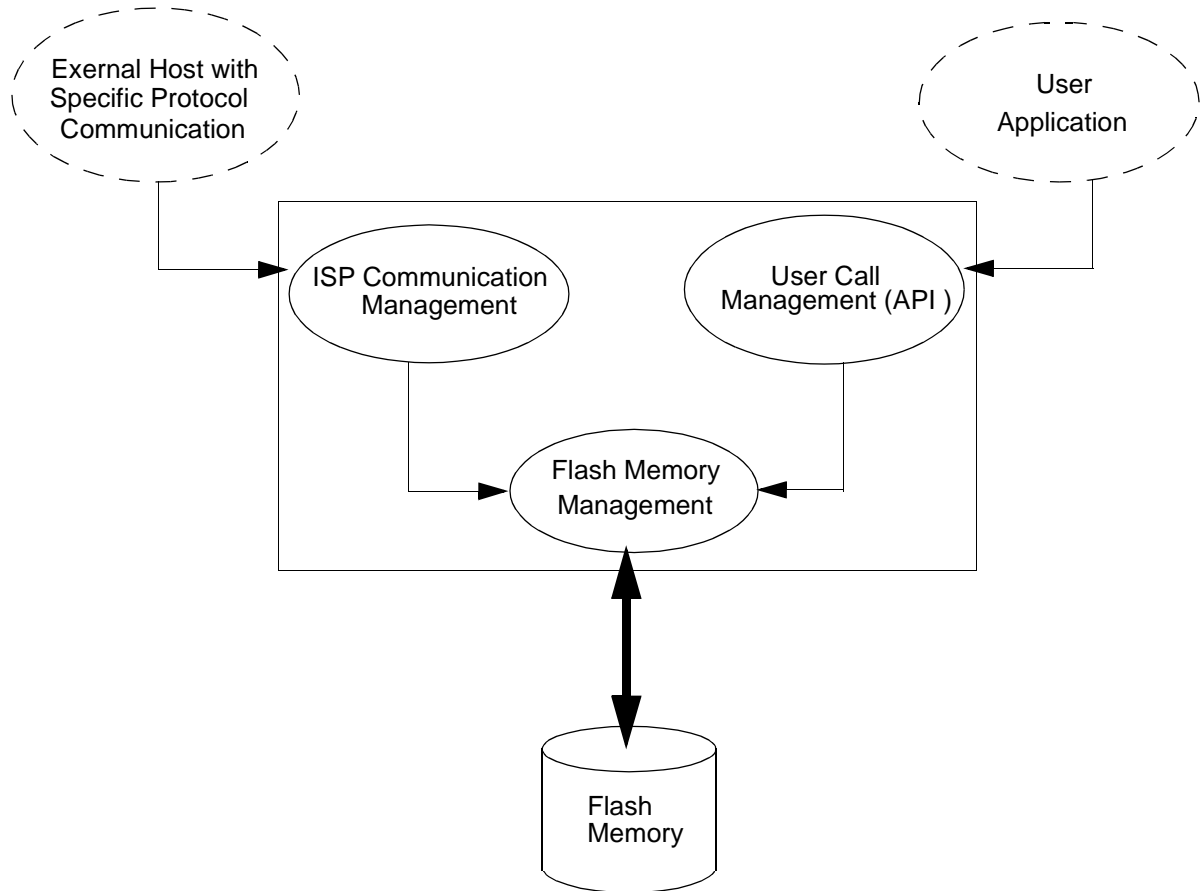 Exernal Host with
Specific Protocol
Communication
User
Application
ISP Communication
Management
User Call
Management (API )
Flash Memory
Management
Flash
Memory